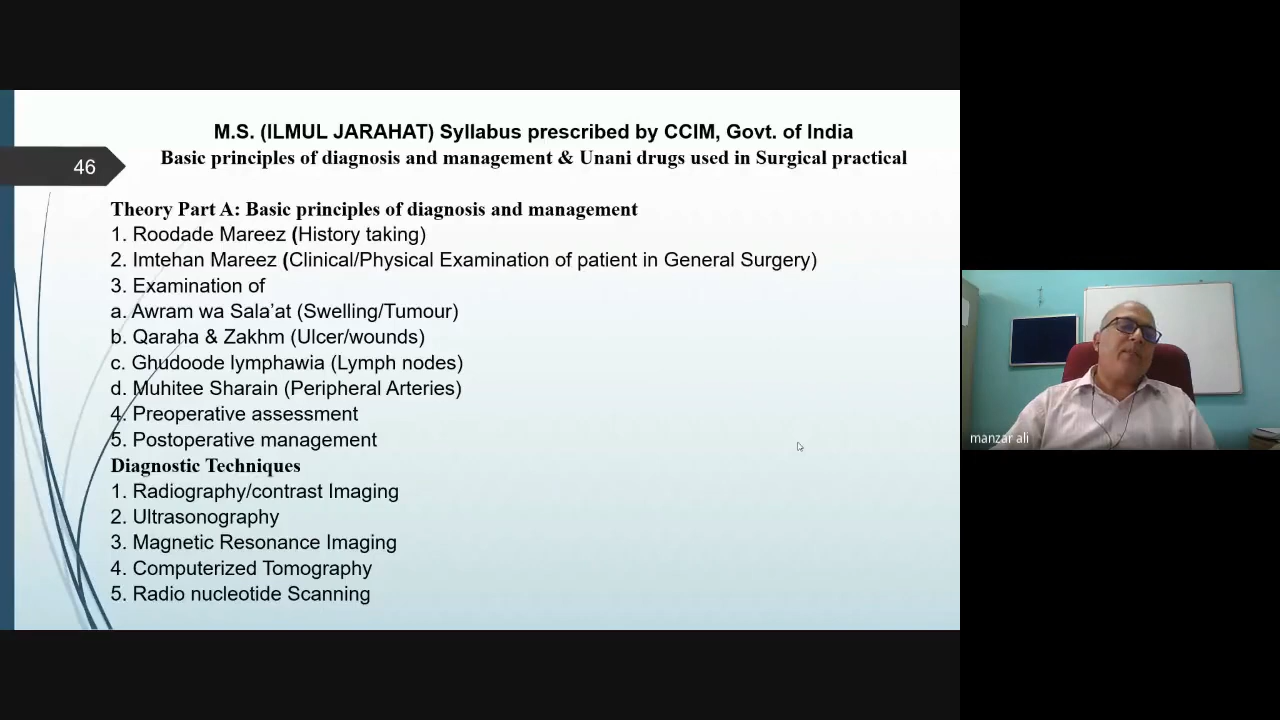 M.S. (ILMUL JARAHAT) Syllabus prescribed by CCIM, Govt. of India
46
Basic principles of diagnosis and management & Unani drugs used in Surgical practical
Theory Part A: Basic principles of diagnosis and management
1. Roodade Mareez (History taking)
2. Imtehan Mareez (Clinical/Physical Examination of patient in General Surgery)
3. Examination of
a. Awram wa Sala’at (Swelling/Tumour)
b. Qaraha & Zakhm (Ulcer/wounds)
c. Ghudoode lymphawia (Lymph nodes)
d. Muhitee Sharain (Peripheral Arteries)
4. Preoperative assessment
5. Postoperative management
Diagnostic Techniques
1. Radiography/contrast Imaging
2. Ultrasonography
3. Magnetic Resonance Imaging
4. Computerized Tomography
5. Radio nucleotide Scanning
manzar ali